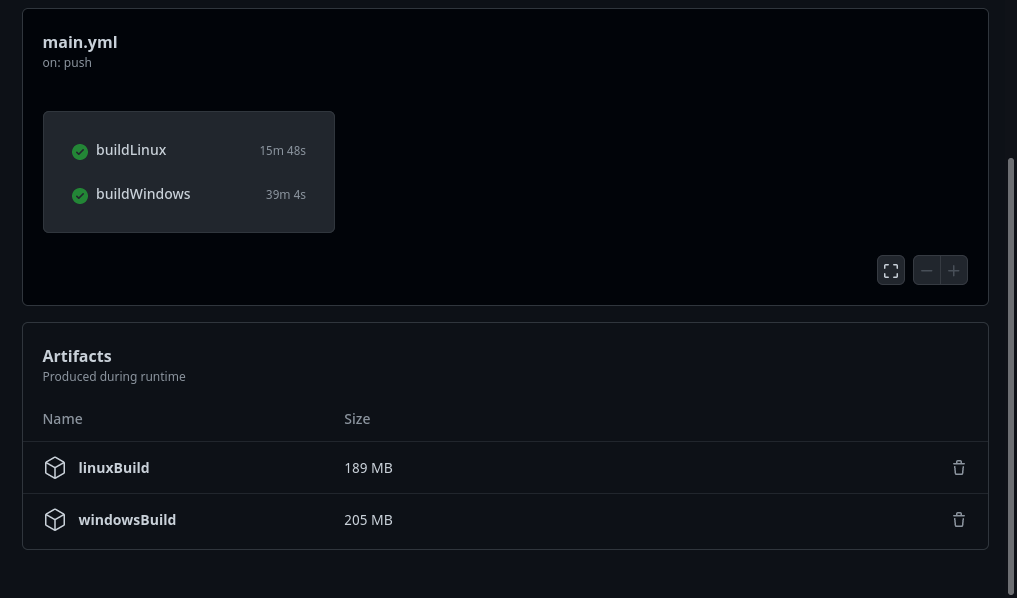 main.yml
on: push
buildLinux 15m 48s
buildWindows 39m 4s
Artifacts
Produced during runtime
Name Size
linuxBuild 189 MB
windowsBuild 205 MB